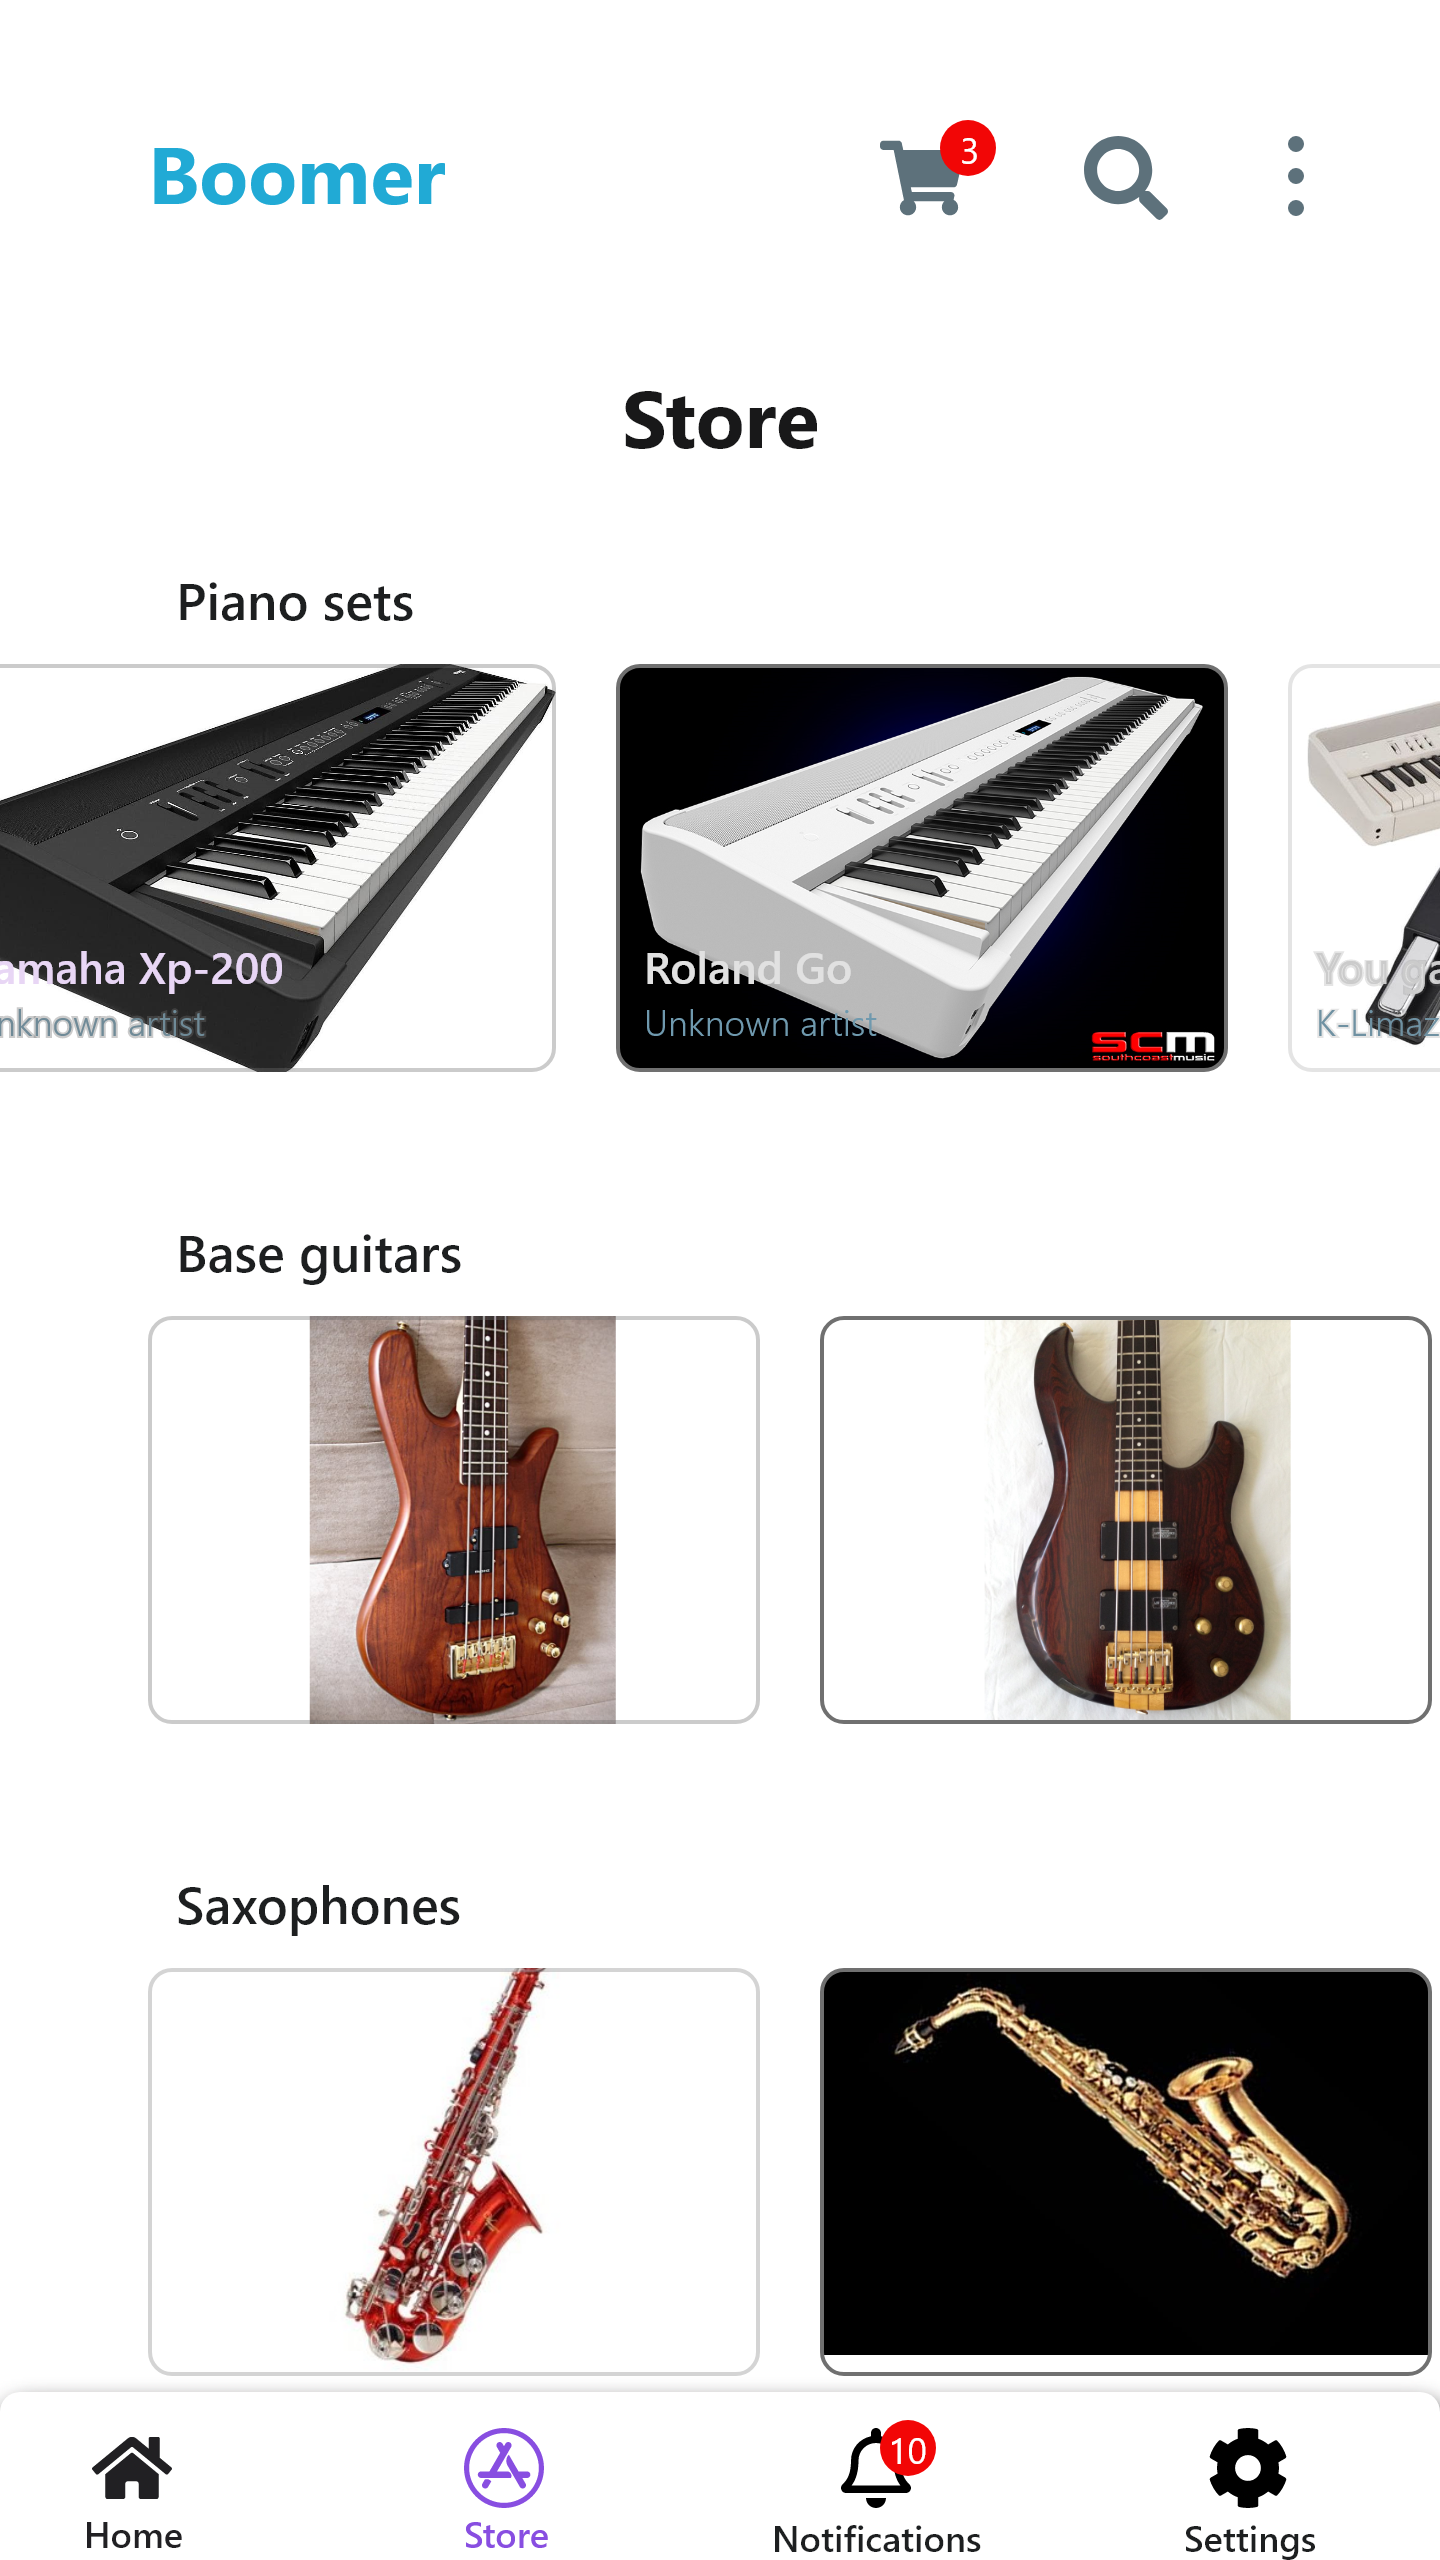 Boomer
3
Store
Piano sets
amaha Xp-200
nknown artist
Roland Go
Unknown artist
scm
southcoastmusic
You ga
K-Limaz
Base guitars
Saxophones
Home
Store
10
Notifications
Settings